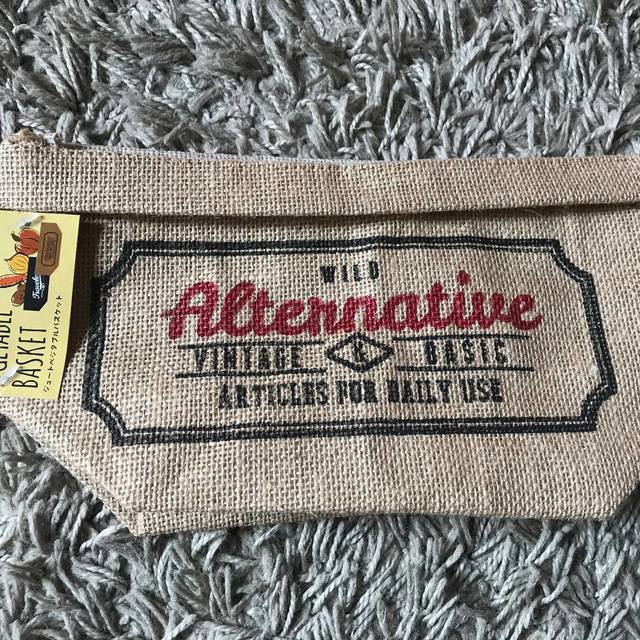 WILD
Alternative
VINTAGE & BASIC
ARTICLES FOR DAILY USE
BASKET
ジュートベジタブルバスケット